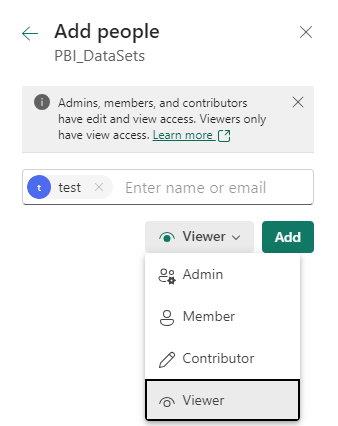 Add people
PBI_DataSets
Admins, members, and contributors
have edit and view access. Viewers only
have view access. Learn more
t test Enter name or email
Viewer Add
Admin
Member
Contributor
Viewer